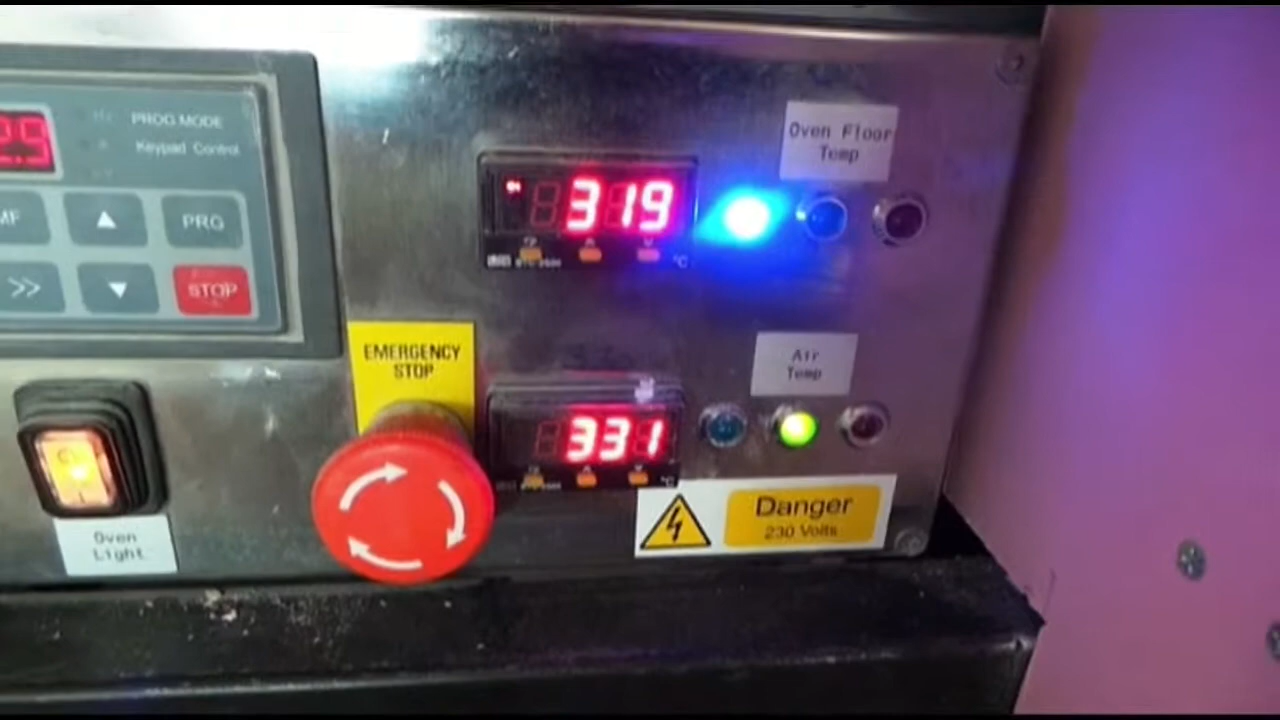 PROG MODE
Keypad Control
PRG
STOP
Oven Floor
Temp
319
°C
EMERGENCY
STOP
Air
Temp
331
°C
Danger
230 Volts
Oven
Light